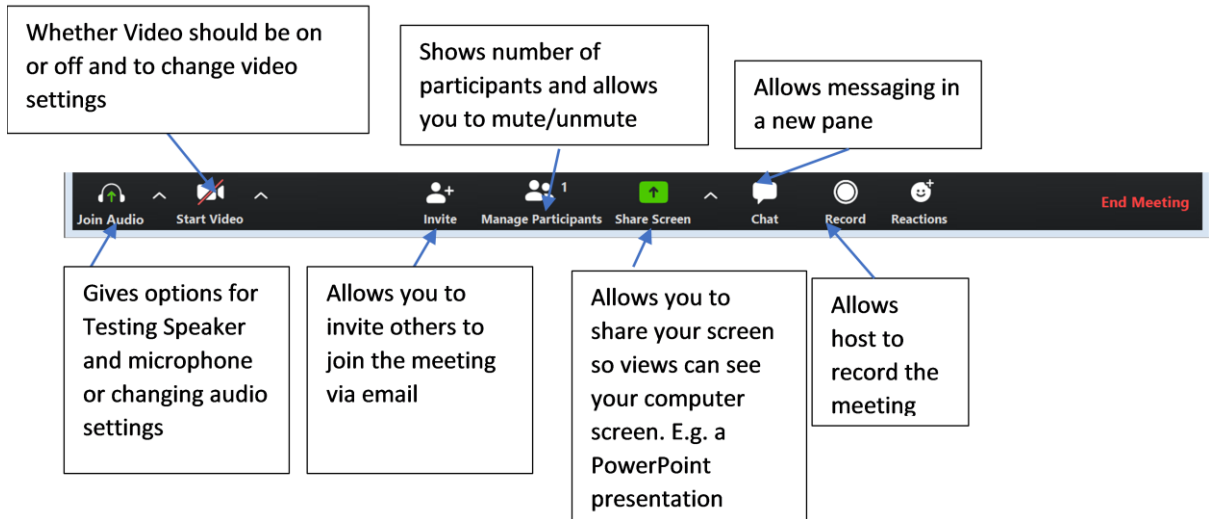 Whether Video should be on
or off and to change video
settings
Shows number of
participants and allows
you to mute/unmute
Allows messaging in
a new pane
1
Join Audio
Start Video
Invite
Manage Participants
Share Screen
Chat
Record
Reactions
End Meeting
Gives options for
Testing Speaker
and microphone
or changing audio
settings
Allows you to
invite others to
join the meeting
via email
Allows you to
share your screen
so views can see
your computer
screen. E.g. a
PowerPoint
presentation
Allows
host to
record the
meeting